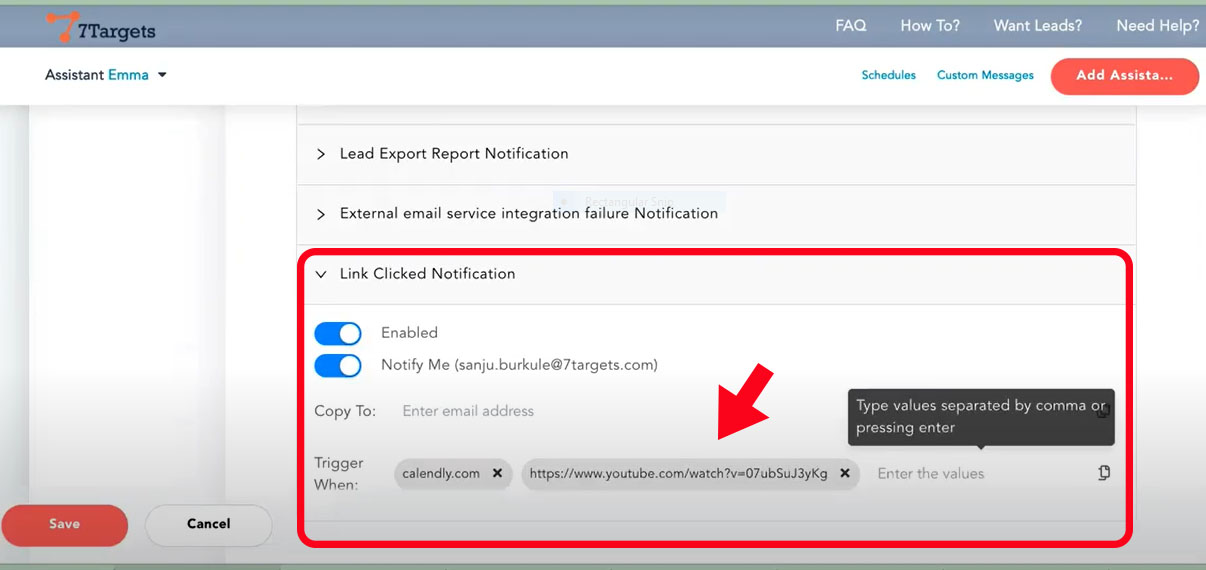 7Targets
FAQ How To? Want Leads? Need Help?
Assistant Emma
Schedules Custom Messages Add Assista...
Lead Export Report Notification
Rectangular Snip
External email service integration failure Notification
Link Clicked Notification
Enabled
Notify Me (sanju.burkule@7targets.com)
Copy To: Enter email address
Type values separated by comma or
pressing enter
Trigger
When:
calendly.com × https://www.youtube.com/watch?v=07ubSuJ3yKg × Enter the values
Save Cancel